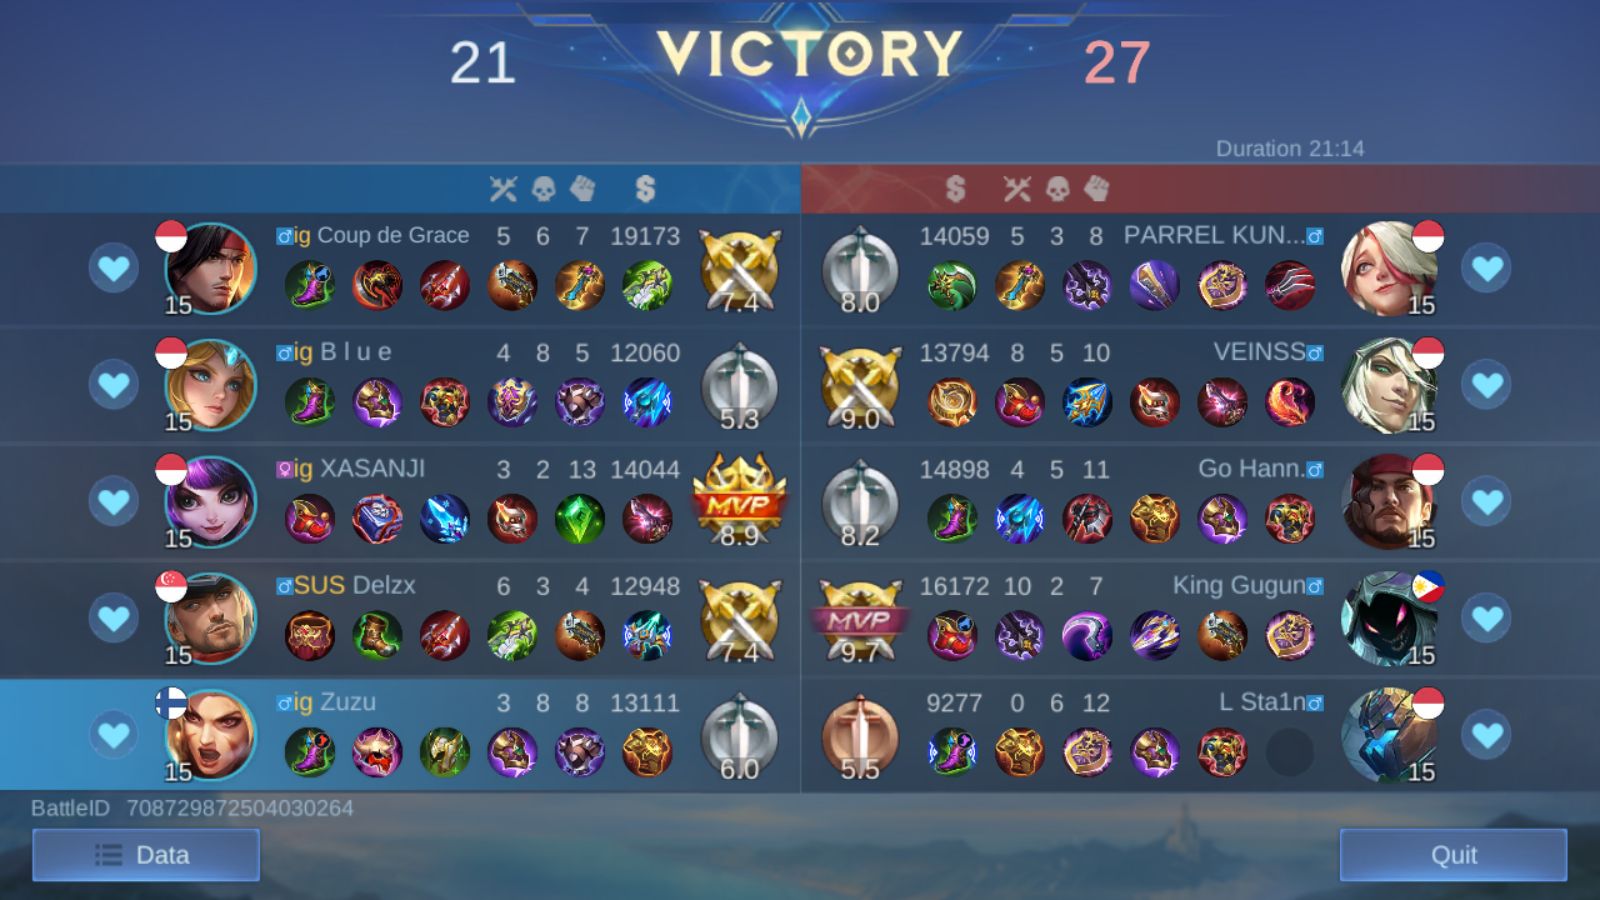 21 VICTORY 27
Duration 21:14
ig Coup de Grace 5 6 7 19173
15 7.4
14059 5 3 8 PARREL KUN...
8.0 15
ig B l u e 4 8 5 12060
15 5.3
13794 8 5 10 VEINSS
9.0 15
ig XASANJI 3 2 13 14044
MVP
15 8.9
14898 4 5 11 Go Hann.
8.2 15
SUS Delzx 6 3 4 12948
15 7.4
16172 10 2 7 King Gugun
MVP
9.7 15
ig Zuzu 3 8 8 13111
15 6.0
9277 0 6 12 L Sta1n
5.5 15
BattleID 708729872504030264
Data
Quit